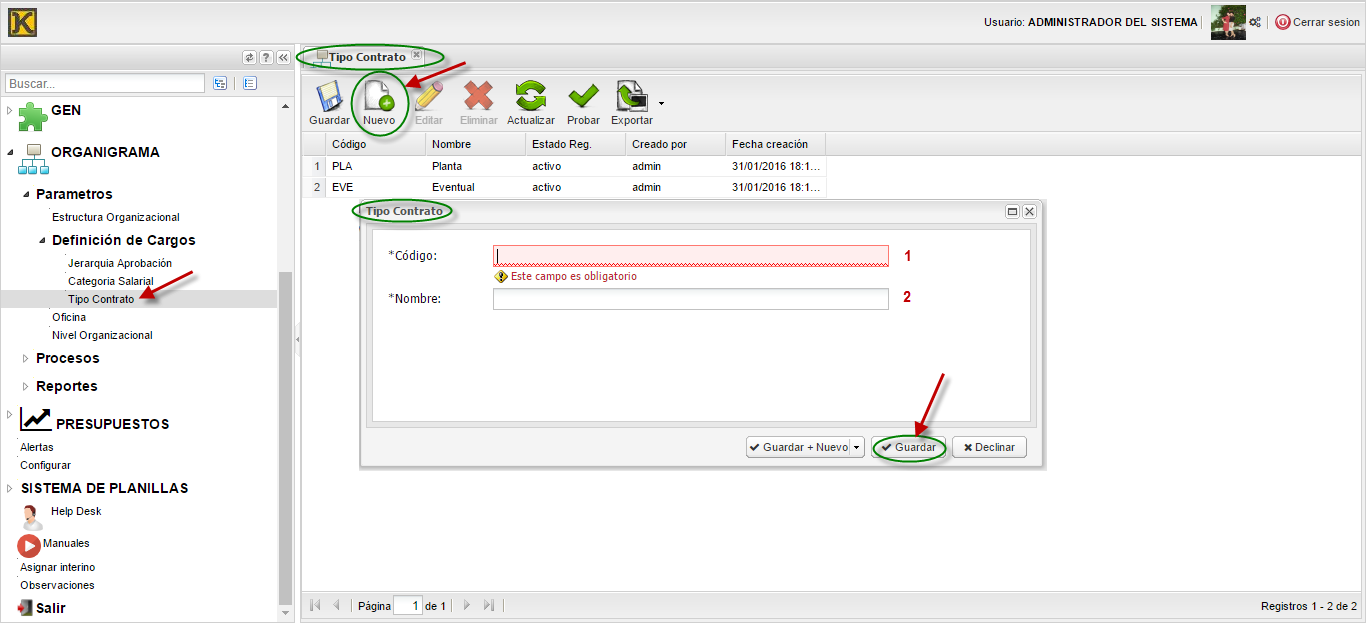 K
Usuario: ADMINISTRADOR DEL SISTEMA
Cerrar sesion
Buscar...
GEN
ORGANIGRAMA
Parametros
Estructura Organizacional
Definición de Cargos
Jerarquia Aprobación
Categoria Salarial
Tipo Contrato
Oficina
Nivel Organizacional
Procesos
Reportes
PRESUPUESTOS
Alertas
Configurar
SISTEMA DE PLANILLAS
Help Desk
Manuales
Asignar interino
Observaciones
Salir
Tipo Contrato
Guardar Nuevo Editar Eliminar Actualizar Probar Exportar
Código Nombre Estado Reg. Creado por Fecha creación
1 PLA Planta activo admin 31/01/2016 18:1...
2 EVE Eventual activo admin 31/01/2016 18:1...
Tipo Contrato
*Código: 1
Este campo es obligatorio
*Nombre: 2
Guardar + Nuevo Guardar Declinar
Página 1 de 1
Registros 1 - 2 de 2